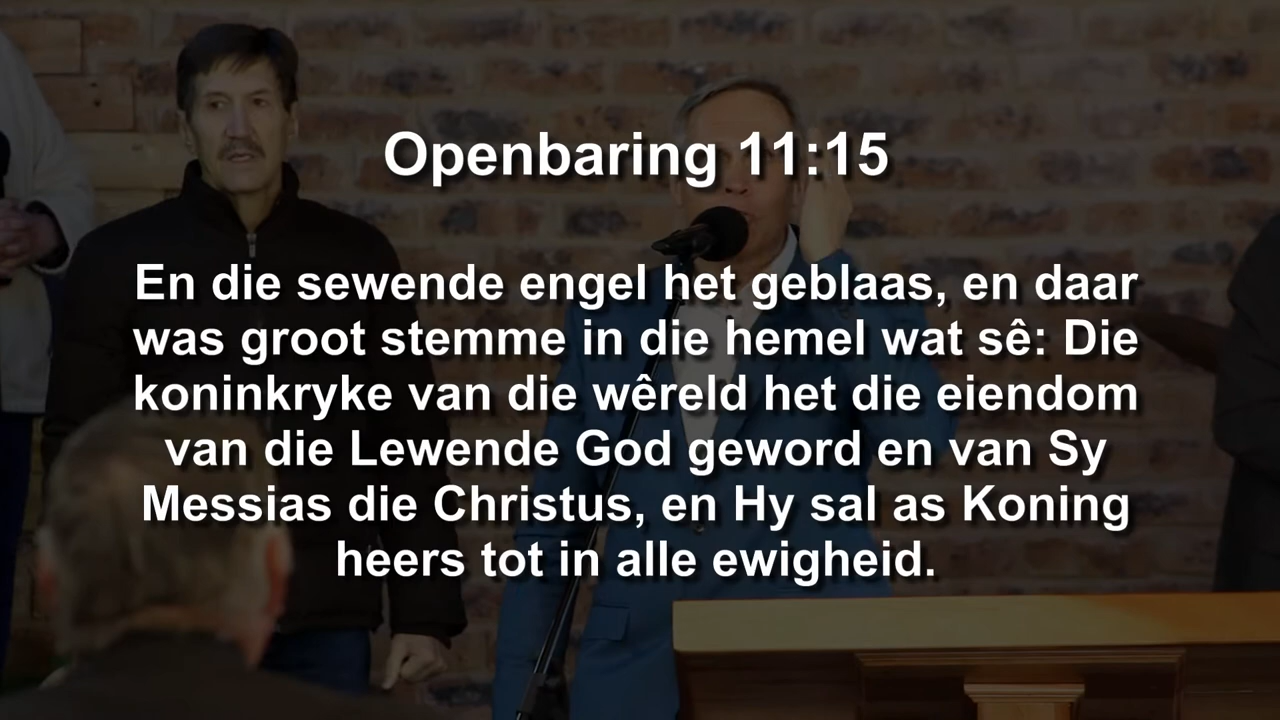 Openbaring 11:15
En die sewende engel het geblaas, en daar
was groot stemme in die hemel wat sê: Die
koninkryke van die wêreld het die eiendom
van die Lewende God geword en van Sy
Messias die Christus, en Hy sal as Koning
heers tot in alle ewigheid.